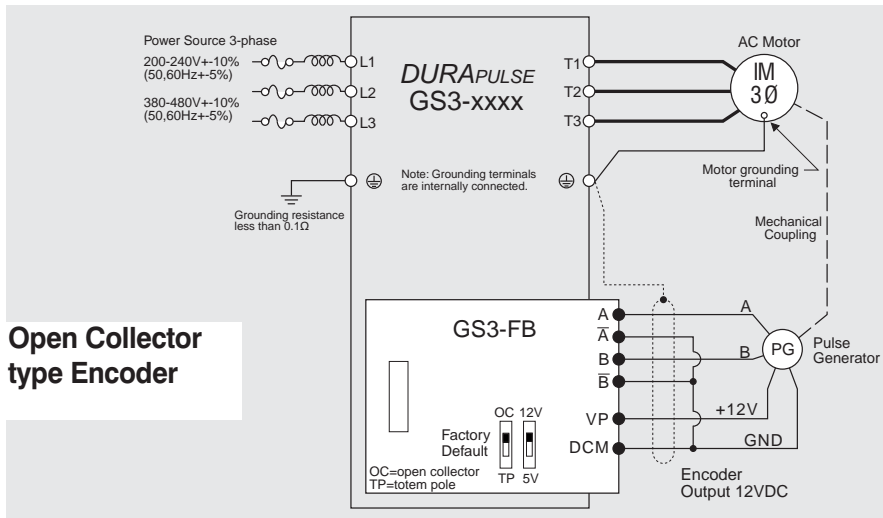 Power Source 3-phase
200-240V+-10%
(50,60Hz+-5%)
380-480V+-10%
(50,60Hz+-5%)
L1
L2
L3
DURAPULSE
GS3-xxxx
T1
T2
T3
AC Motor
IM
3Ø
Motor grounding
terminal
Note: Grounding terminals
are internally connected.
Grounding resistance
less than 0.1Ω
Mechanical
Coupling
Open Collector
type Encoder
GS3-FB
A
A̅
B
B̅
VP
DCM
A
B
+12V
GND
PG
Pulse
Generator
OC 12V
Factory
Default
TP 5V
OC=open collector
TP=totem pole
Encoder
Output 12VDC